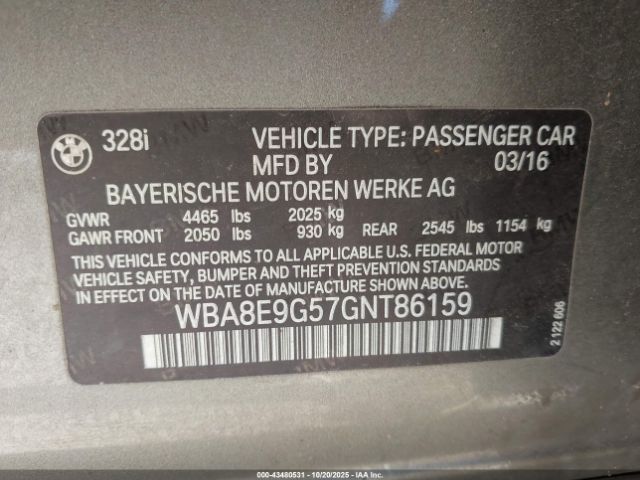 BMW
328i VEHICLE TYPE: PASSENGER CAR
MFD BY 03/16
BAYERISCHE MOTOREN WERKE AG
GVWR 4465 lbs 2025 kg
GAWR FRONT 2050 lbs 930 kg REAR 2545 lbs 1154 kg
THIS VEHICLE CONFORMS TO ALL APPLICABLE U.S. FEDERAL MOTOR
VEHICLE SAFETY, BUMPER AND THEFT PREVENTION STANDARDS
IN EFFECT ON THE DATE OF MANUFACTURE SHOWN ABOVE.
WBA8E9G57GNT86159
2 122 606
000-43480531 - 10/20/2025 - IAAI.com